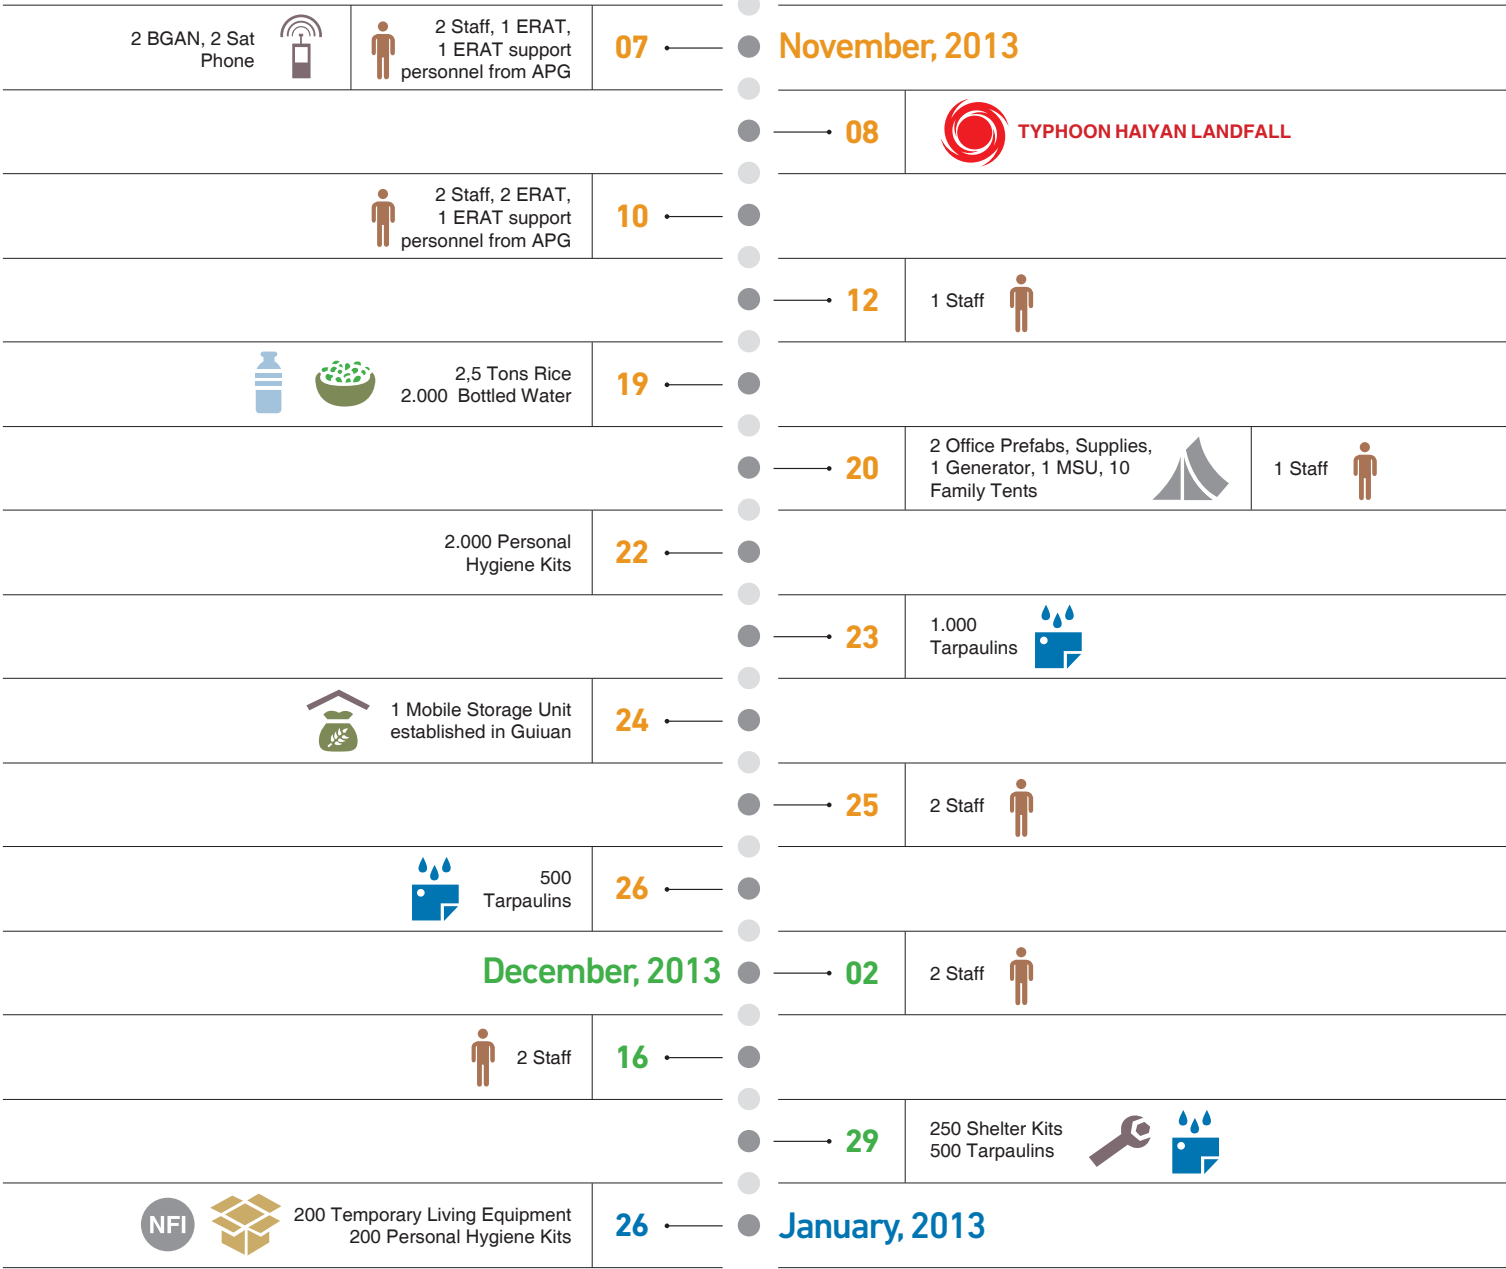 2 BGAN, 2 Sat
Phone
2 Staff, 1 ERAT,
1 ERAT support
personnel from APG
07
November, 2013
08
TYPHOON HAIYAN LANDFALL
2 Staff, 2 ERAT,
1 ERAT support
personnel from APG
10
12
1 Staff
2,5 Tons Rice
2.000 Bottled Water
19
20
2 Office Prefabs, Supplies,
1 Generator, 1 MSU, 10
Family Tents
1 Staff
2.000 Personal
Hygiene Kits
22
23
1.000
Tarpaulins
1 Mobile Storage Unit
established in Guiuan
24
25
2 Staff
500
Tarpaulins
26
December, 2013
02
2 Staff
2 Staff
16
29
250 Shelter Kits
500 Tarpaulins
NFI
200 Temporary Living Equipment
200 Personal Hygiene Kits
26
January, 2013